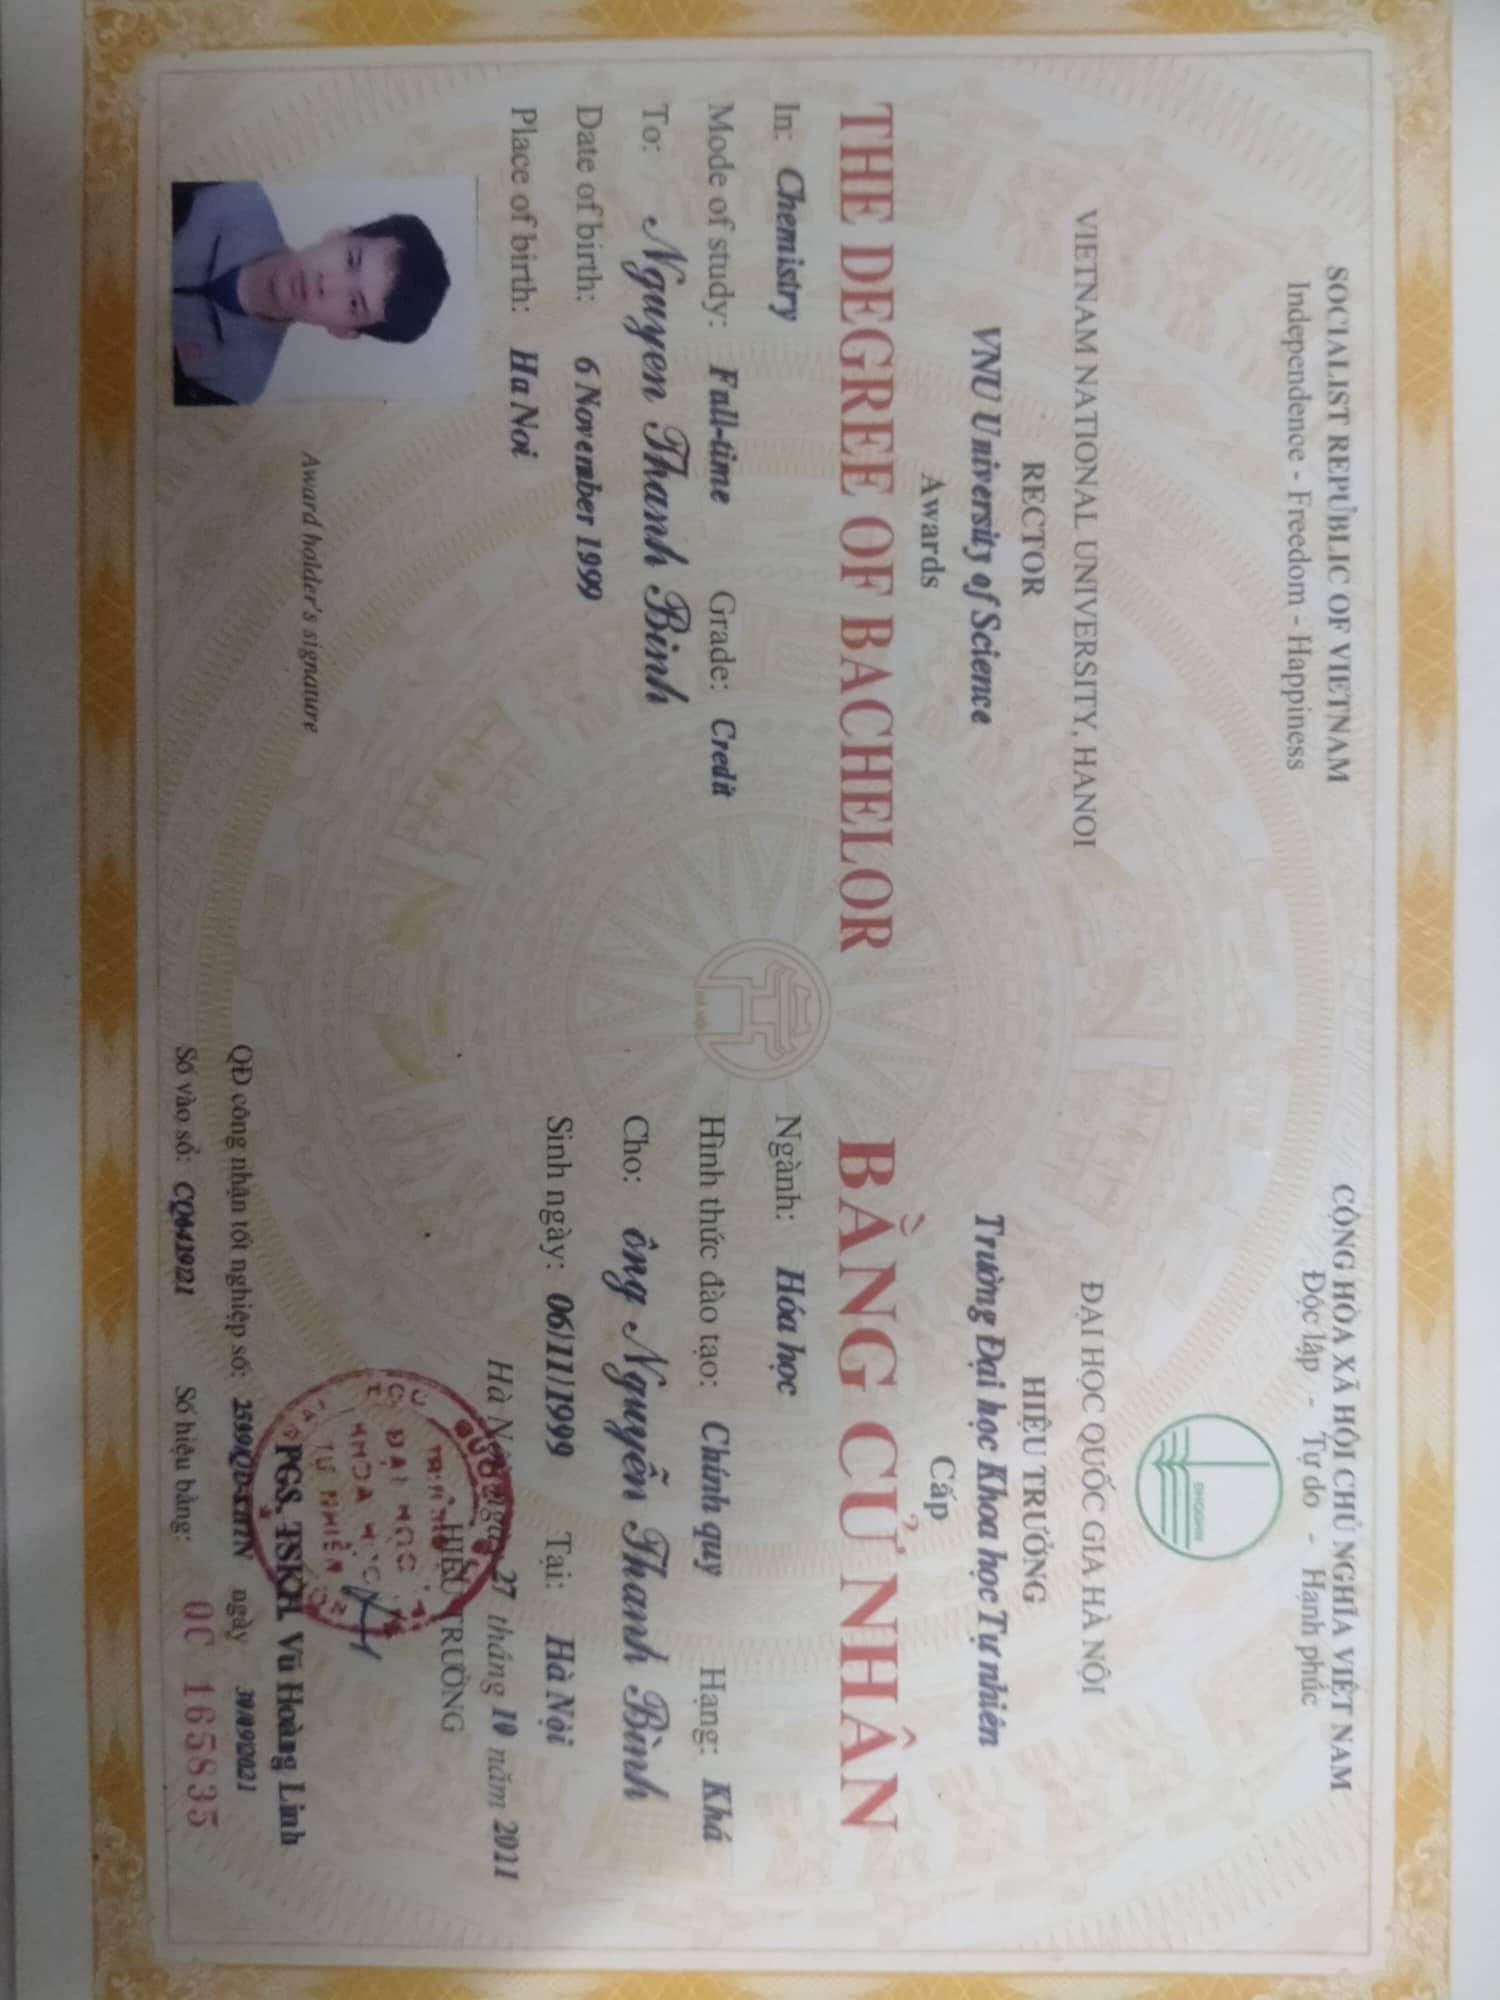 SOCIALIST REPUBLIC OF VIETNAM
Independence - Freedom - Happiness
VIETNAM NATIONAL UNIVERSITY, HANOI
RECTOR
VNU University of Science
Awards
THE DEGREE OF BACHELOR
In: Chemistry
Mode of study: Full-time Grade: Credit
To: Nguyen Thanh Binh
Date of birth: 6 November 1999
Place of birth: Ha Noi
Award holder's signature
CỘNG HÒA XÃ HỘI CHỦ NGHĨA VIỆT NAM
Độc lập - Tự do - Hạnh phúc
ĐẠI HỌC QUỐC GIA HÀ NỘI
HIỆU TRƯỞNG
Trường Đại học Khoa học Tự nhiên
Cấp
BẰNG CỬ NHÂN
Ngành: Hóa học
Hình thức đào tạo: Chính quy Hạng: Khá
Cho: ông Nguyễn Thanh Bình
Sinh ngày: 06/11/1999 Tại: Hà Nội
Hà Nội, ngày 27 tháng 10 năm 2021
HIỆU TRƯỞNG
TRƯỜNG
ĐẠI HỌC
KHOA HỌC
TỰ NHIÊN
PGS. TSKH. Vũ Hoàng Linh
QĐ công nhận tốt nghiệp số: ngày 30/09/2021
Số vào sổ: Số hiệu bằng: QC 165835